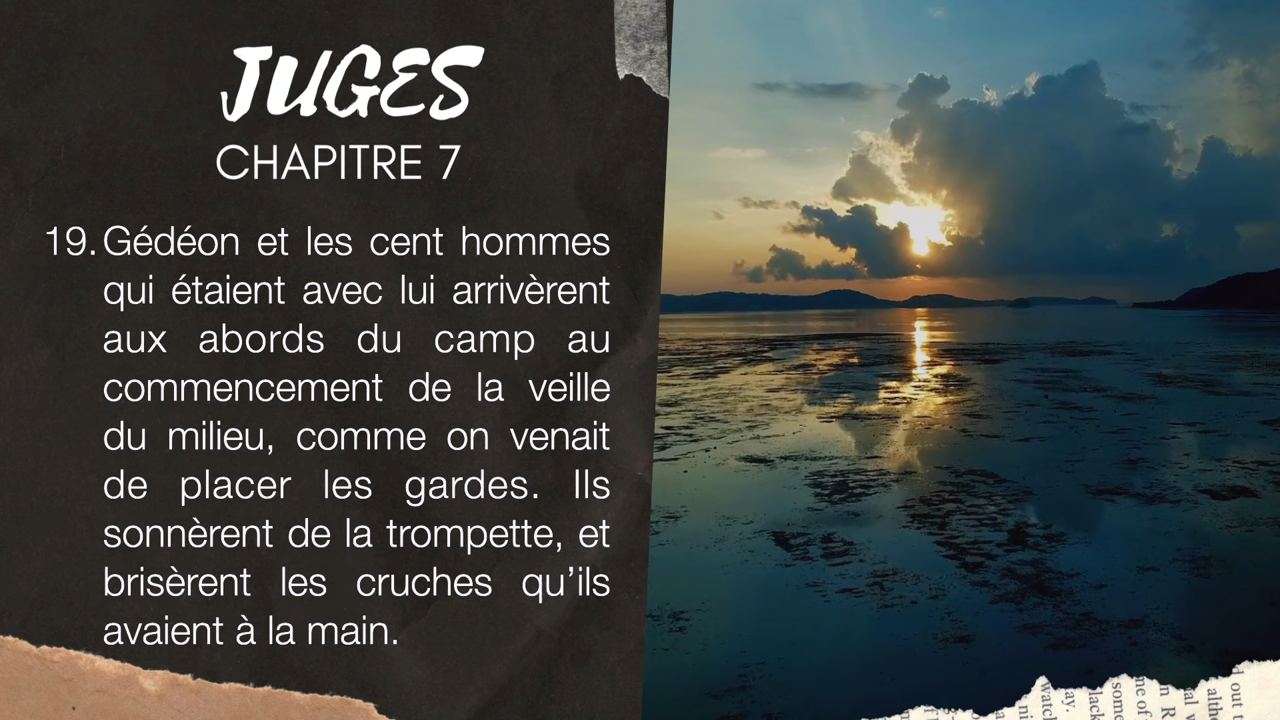 JUGES
CHAPITRE 7
19. Gédéon et les cent hommes
qui étaient avec lui arrivèrent
aux abords du camp au
commencement de la veille
du milieu, comme on venait
de placer les gardes. Ils
sonnèrent de la trompette, et
brisèrent les cruches qu’ils
avaient à la main.